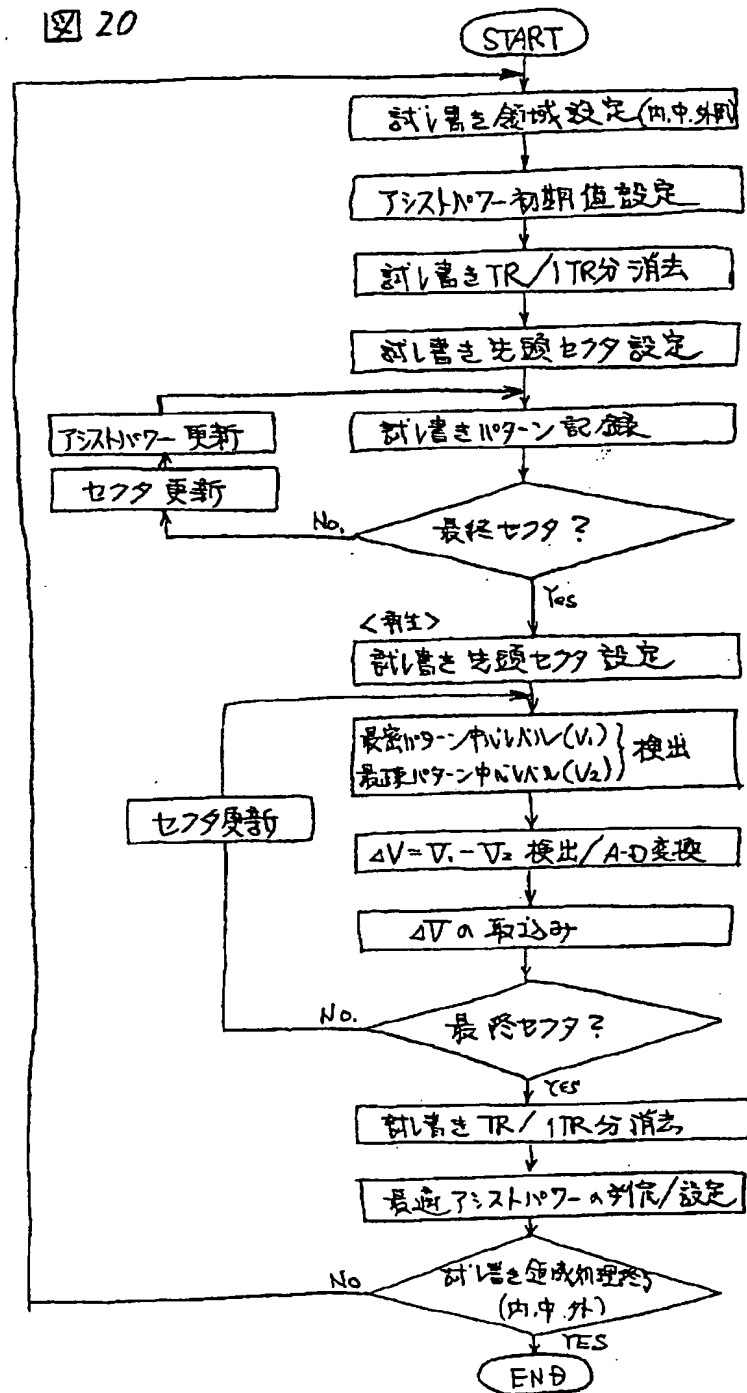 図20
START
試し書き領域設定(内.中.外周)
アシストパワー初期値設定
試し書きTR/1TR分消去
試し書き先頭セクタ設定
アシストパワー更新
試し書きパターン記録
セクタ更新
No.
最終セクタ?
Yes
<再生>
試し書き先頭セクタ設定
最密パターン中心レベル(V₁)
最疎パターン中心レベル(V₂)
}検出
セクタ更新
ΔV=V₁-V₂検出/A-D変換
ΔVの取込み
No.
最終セクタ?
YES
試し書きTR/1TR分消去
最適アシストパワーの判定/設定
No
試し書き領域処理終了
(内.中.外)
YES
END